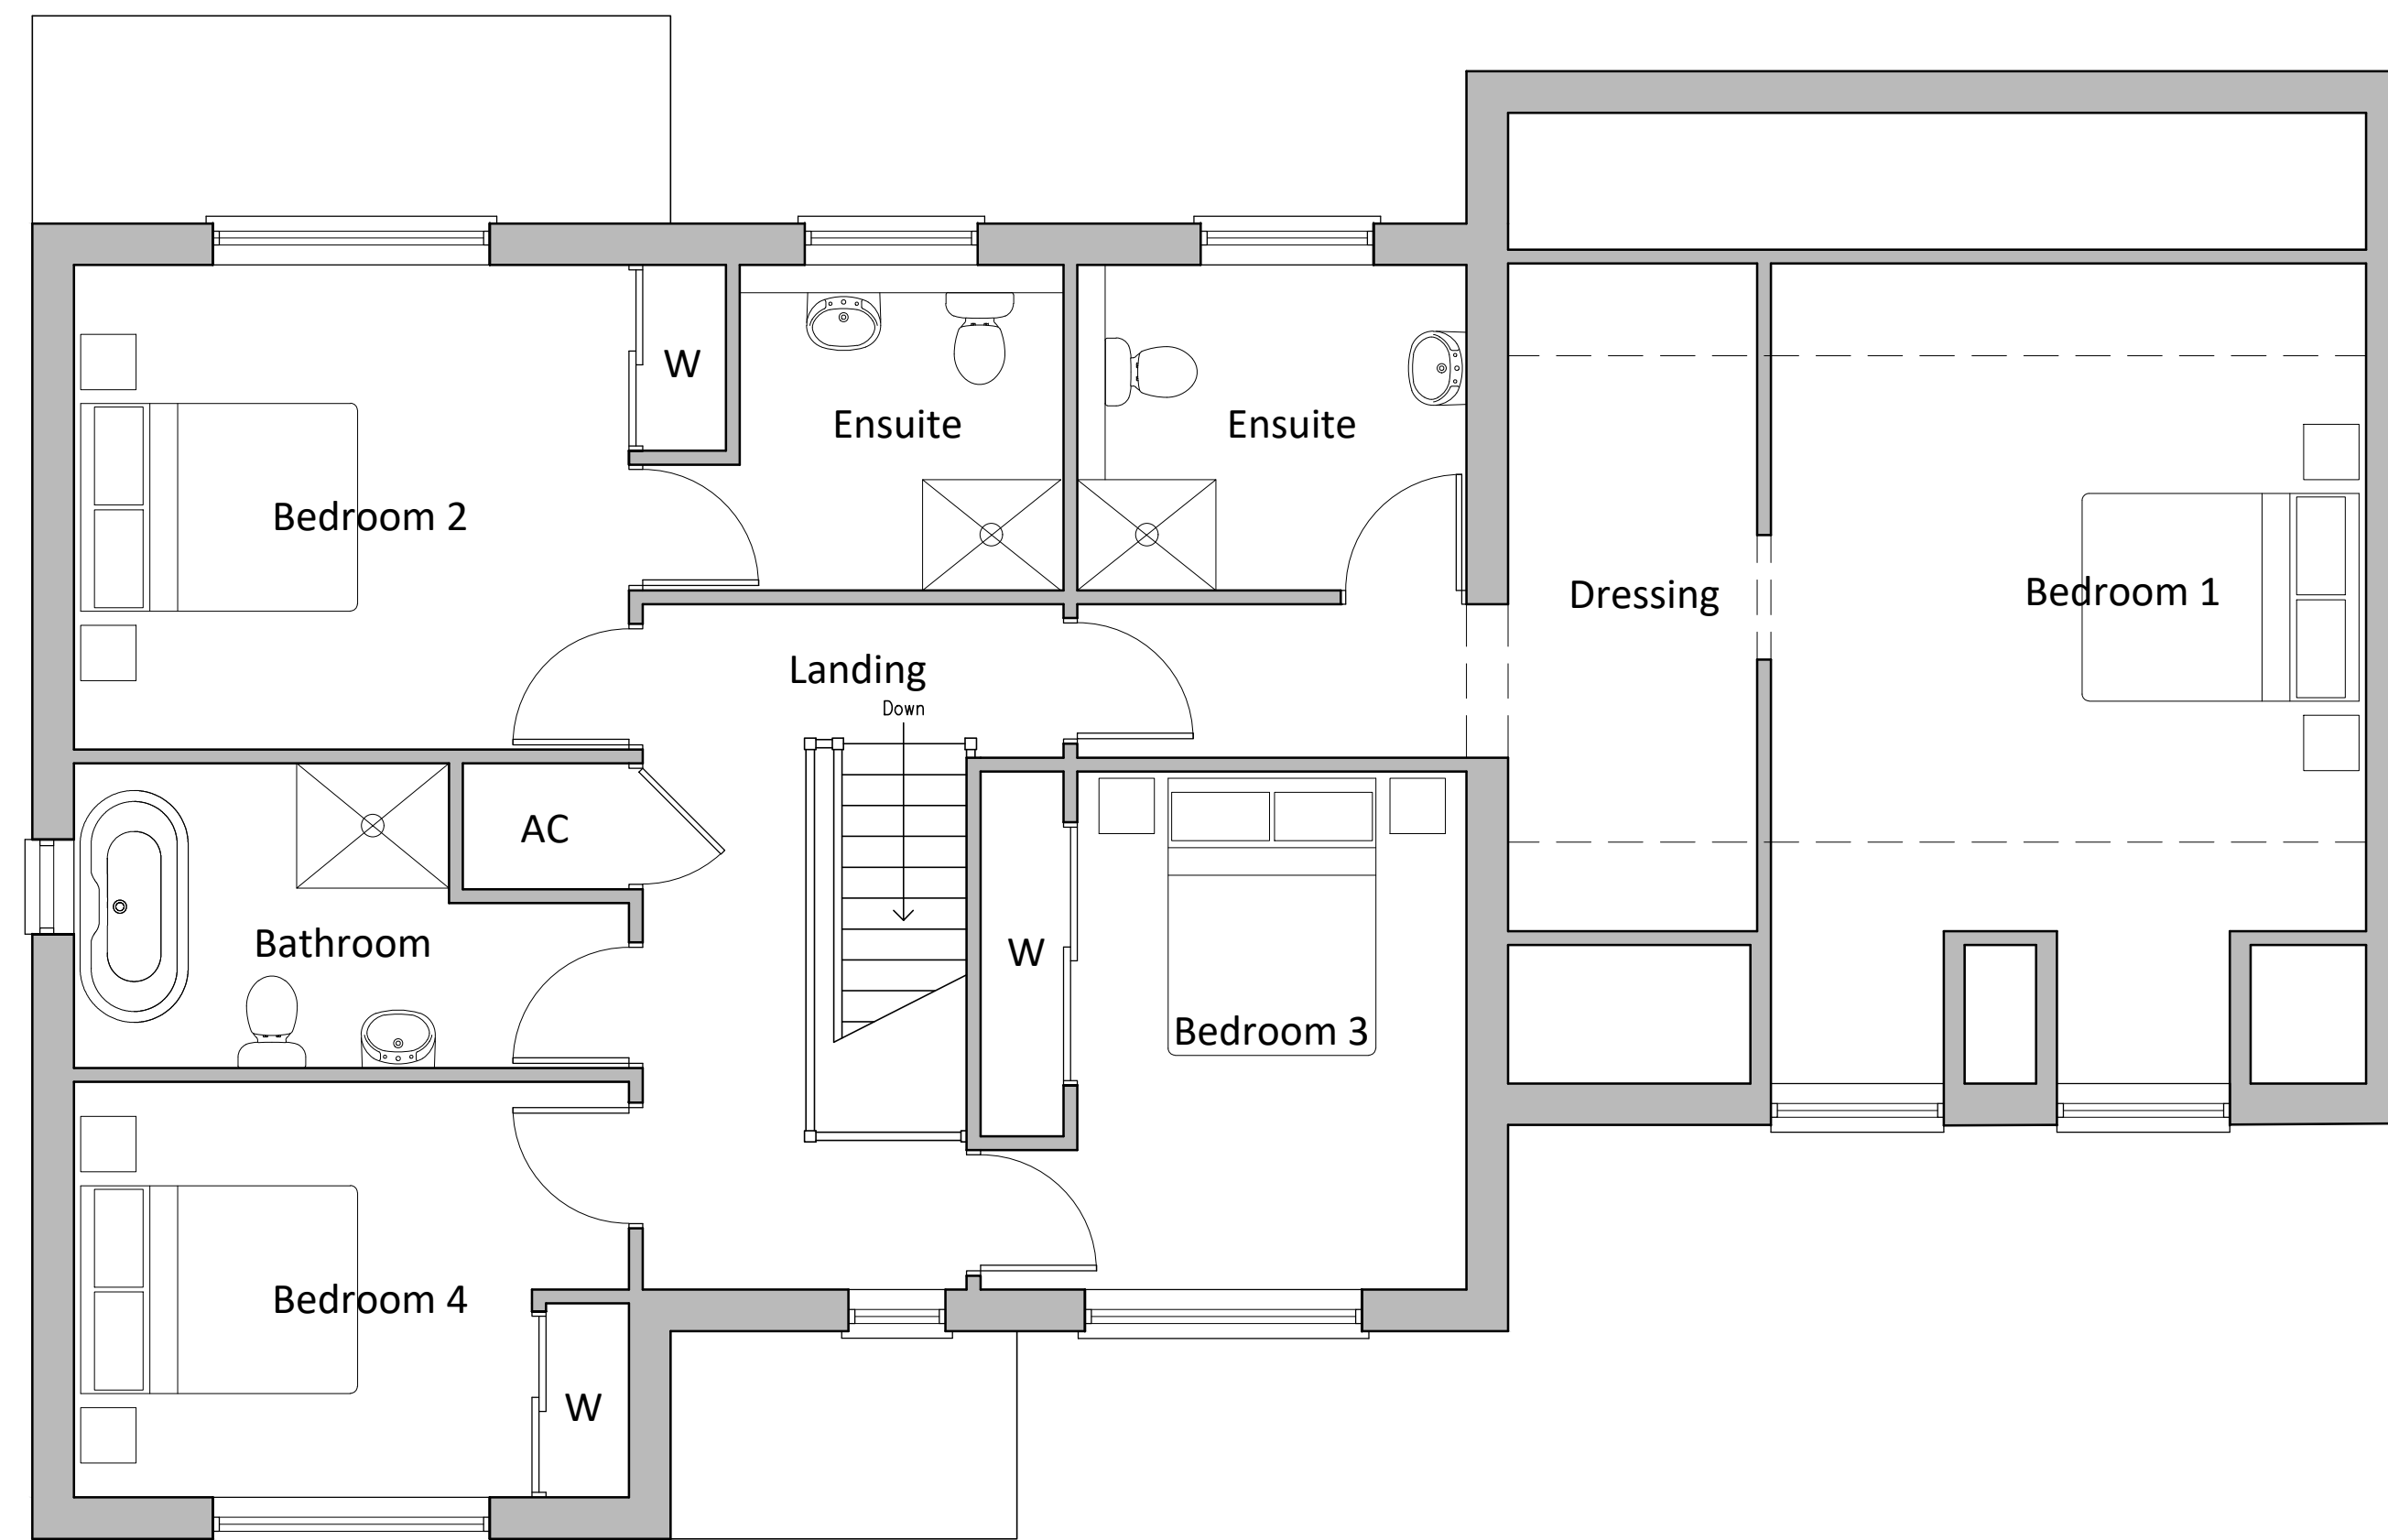 W
Ensuite
Ensuite
Bedroom 2
Dressing
Bedroom 1
Landing
Down
AC
Bathroom
W
Bedroom 3
Bedroom 4
W